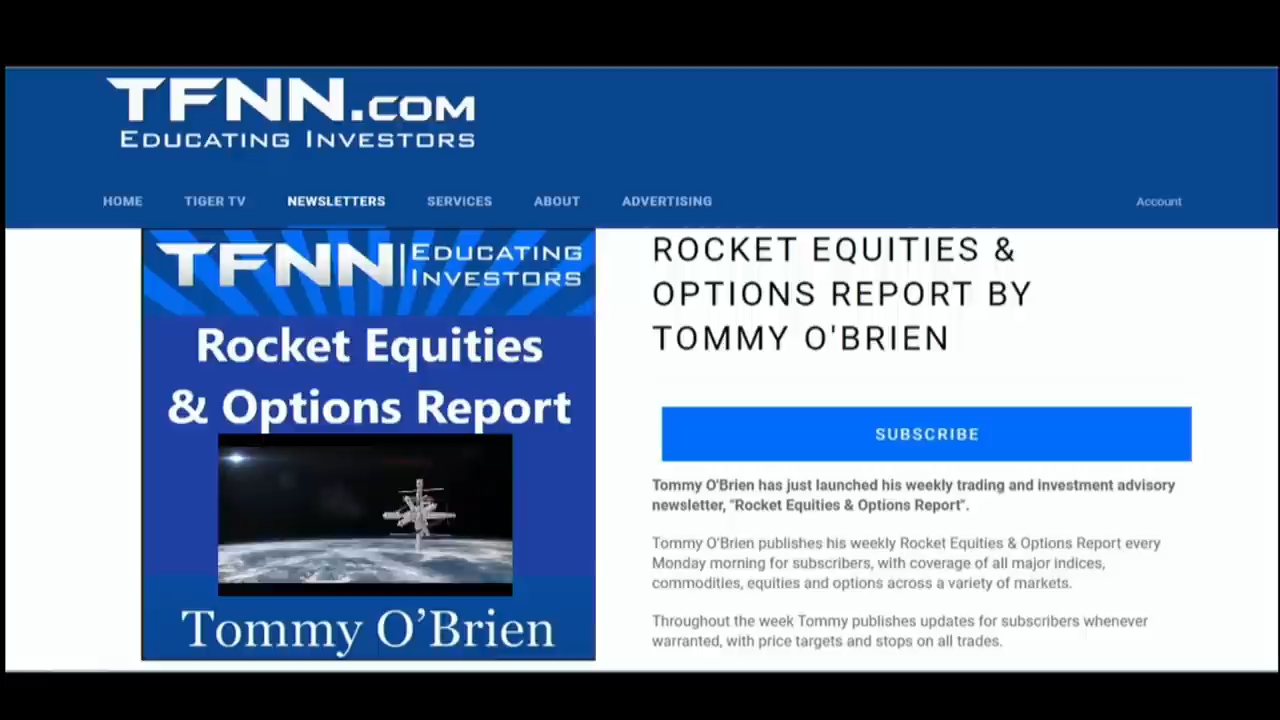 TFNN.COM
EDUCATING INVESTORS
HOME TIGER TV NEWSLETTERS SERVICES ABOUT ADVERTISING Account
TFNN EDUCATING
INVESTORS
Rocket Equities
& Options Report
Tommy O'Brien
ROCKET EQUITIES &
OPTIONS REPORT BY
TOMMY O'BRIEN
SUBSCRIBE
Tommy O'Brien has just launched his weekly trading and investment advisory
newsletter, "Rocket Equities & Options Report".
Tommy O'Brien publishes his weekly Rocket Equities & Options Report every
Monday morning for subscribers, with coverage of all major indices,
commodities, equities and options across a variety of markets.
Throughout the week Tommy publishes updates for subscribers whenever
warranted, with price targets and stops on all trades.